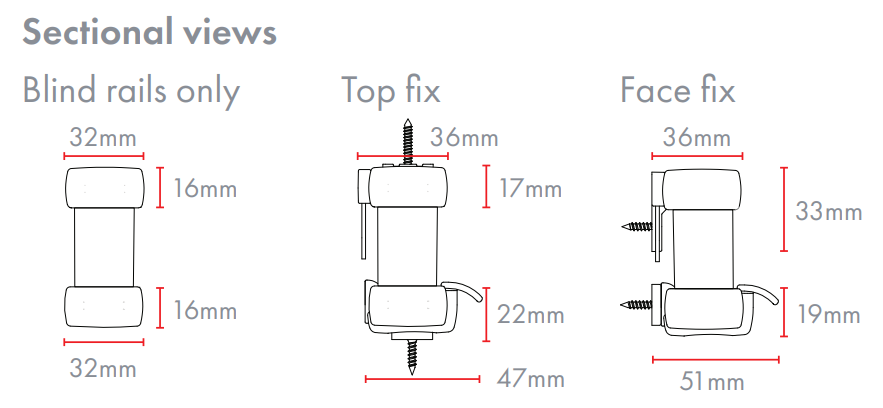 Sectional views
Blind rails only
Top fix
Face fix
32mm
36mm
36mm
16mm
17mm
33mm
16mm
22mm
19mm
32mm
47mm
51mm